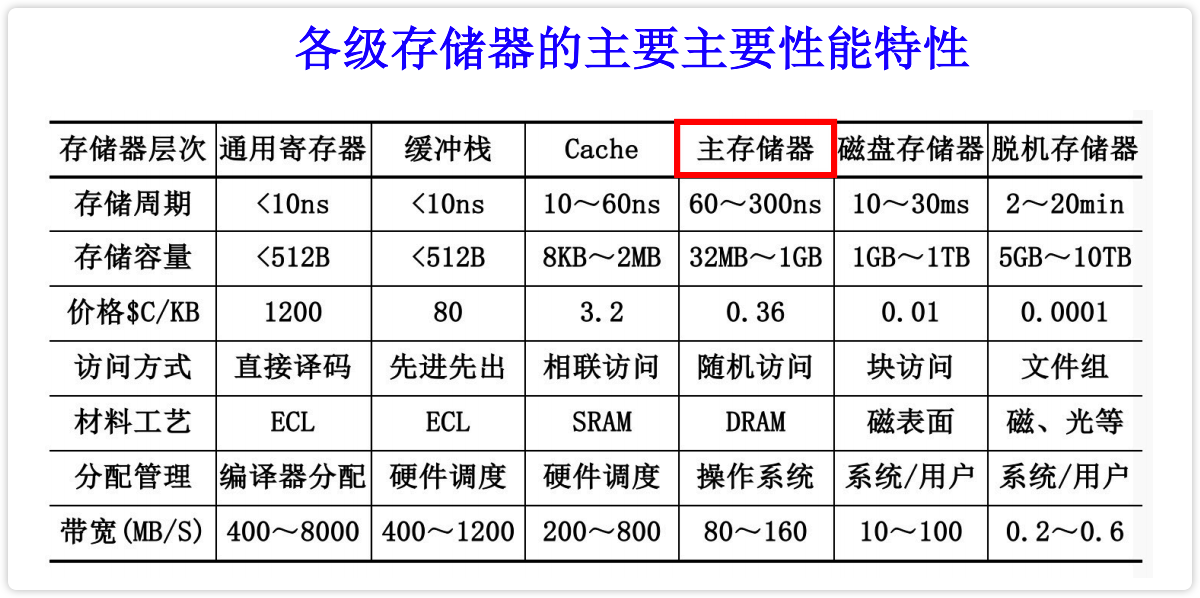 各级存储器的主要主要性能特性
存储器层次 通用寄存器 缓冲栈 Cache 主存储器 磁盘存储器 脱机存储器
存储周期 <10ns <10ns 10～60ns 60～300ns 10～30ms 2～20min
存储容量 <512B <512B 8KB～2MB 32MB～1GB 1GB～1TB 5GB～10TB
价格$C/KB 1200 80 3.2 0.36 0.01 0.0001
访问方式 直接译码 先进先出 相联访问 随机访问 块访问 文件组
材料工艺 ECL ECL SRAM DRAM 磁表面 磁、光等
分配管理 编译器分配 硬件调度 硬件调度 操作系统 系统/用户 系统/用户
带宽(MB/S) 400～8000 400～1200 200～800 80～160 10～100 0.2～0.6